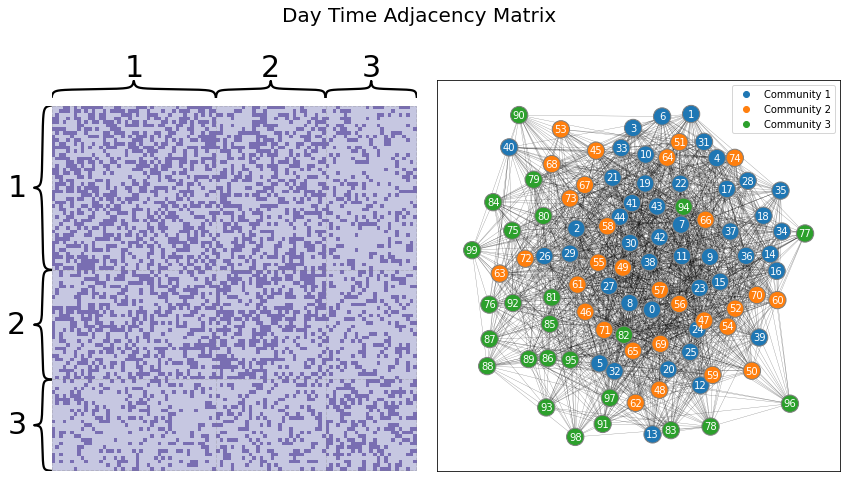 Day Time Adjacency Matrix
1 2 3
1
2
3
Community 1
Community 2
Community 3
90 53 3 6 1
40 68 45 33 10 51 64 31 4 74
79 67 21 19 22 17 28 35
84 80 73 41 44 43 94 66 18
99 75 2 58 30 42 7 37 34 77
63 72 26 29 55 49 38 11 9 36 14 16
76 92 81 61 27 8 0 57 56 23 15 52 70 60
87 85 46 71 82 69 47 24 54 39
88 89 86 95 5 32 65 20 25 12 59 50
93 98 97 91 62 48 13 83 78 96